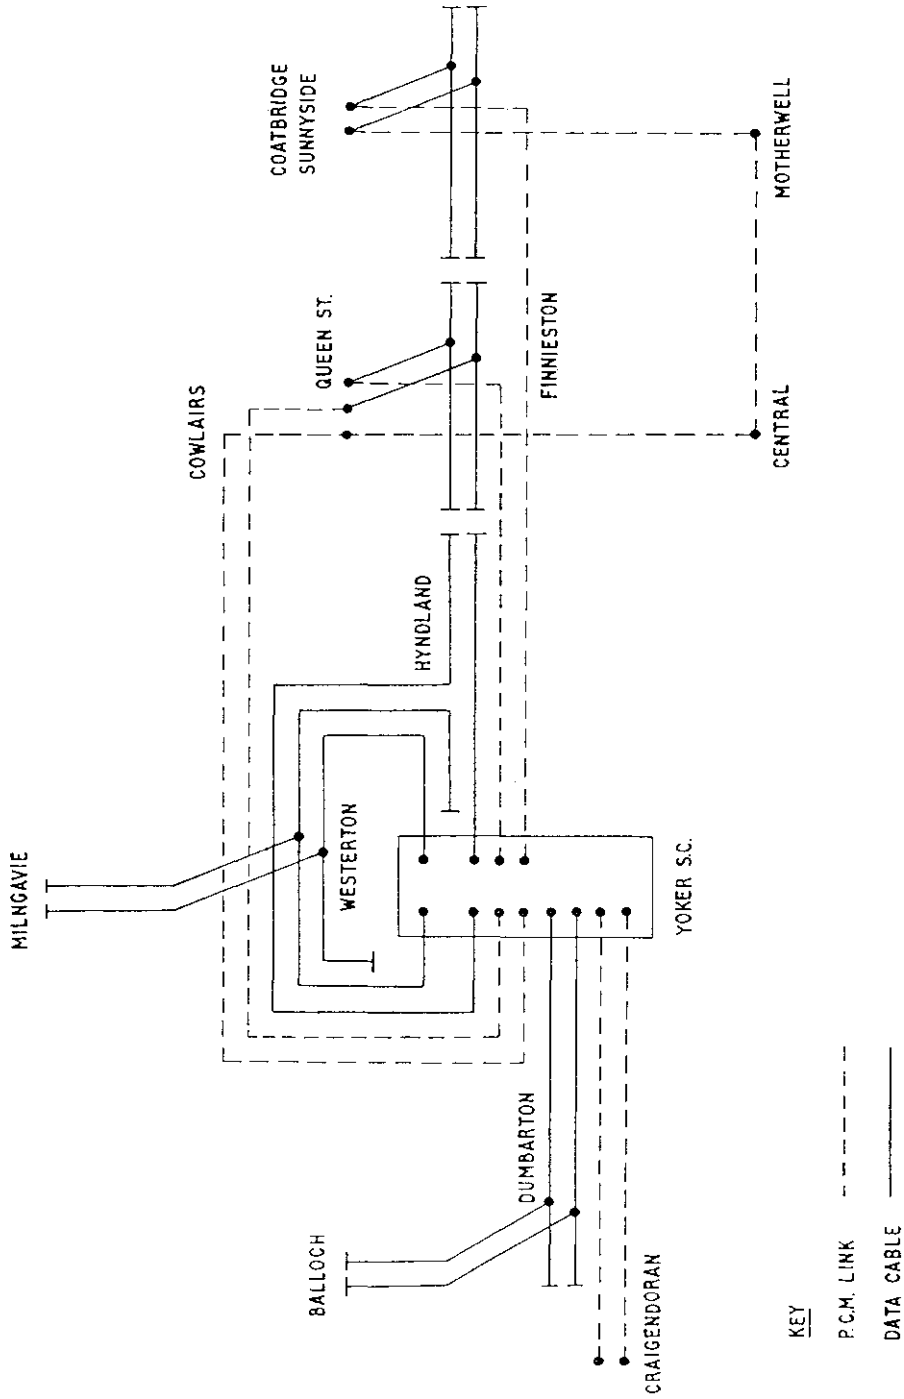 MILNGAVIE
COWLAIRS
COATBRIDGE
SUNNYSIDE
QUEEN ST.
BALLOCH
WESTERTON
HYNDLAND
DUMBARTON
FINNIESTON
CRAIGENDORAN
YOKER S.C.
CENTRAL
MOTHERWELL
KEY
P.C.M. LINK
DATA CABLE